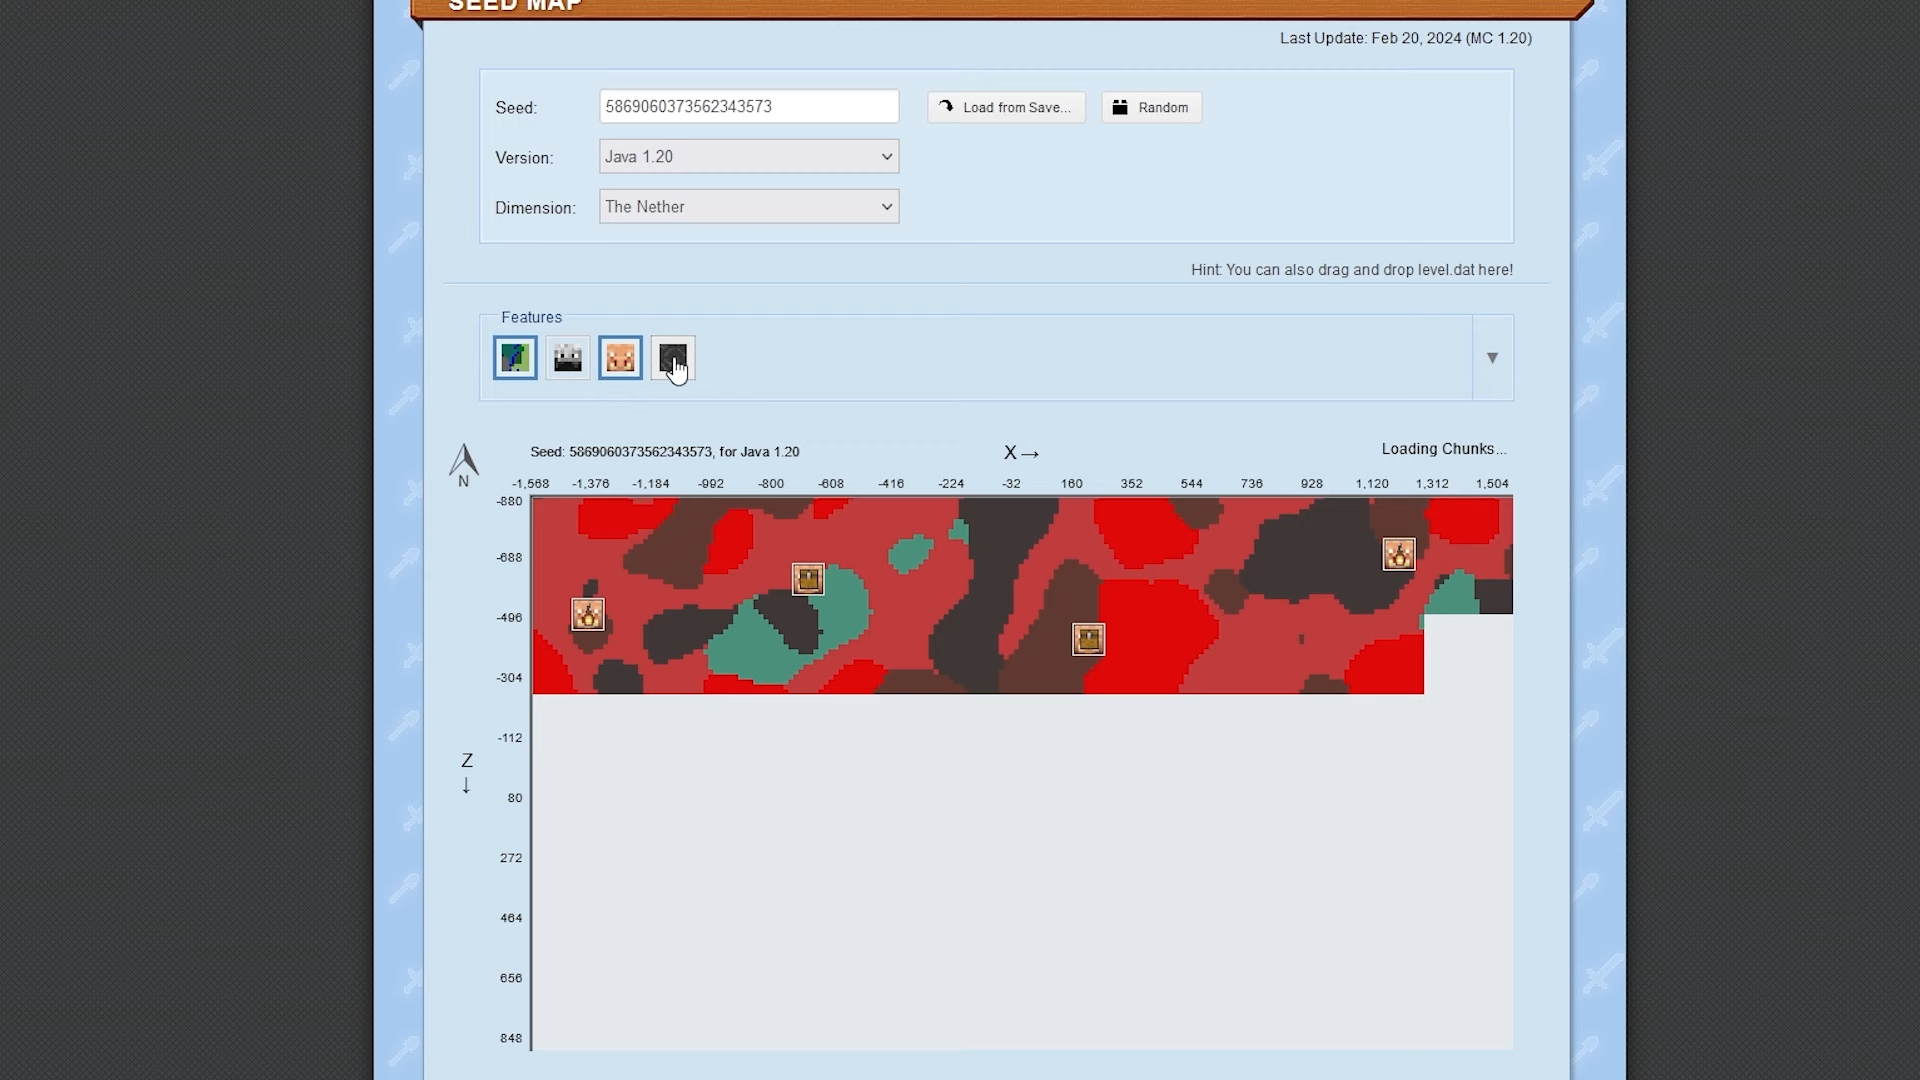 SEED MAP
Last Update: Feb 20, 2024 (MC 1.20)
Seed: 5869060373562343573 Load from Save... Random
Version: Java 1.20
Dimension: The Nether
Hint: You can also drag and drop level.dat here!
Features
▼
Seed: 5869060373562343573, for Java 1.20 X→ Loading Chunks...
N
-1,568 -1,376 -1,184 -992 -800 -608 -416 -224 -32 160 352 544 736 928 1,120 1,312 1,504
-880
-688
-496
-304
-112
Z
↓
80
272
464
656
848